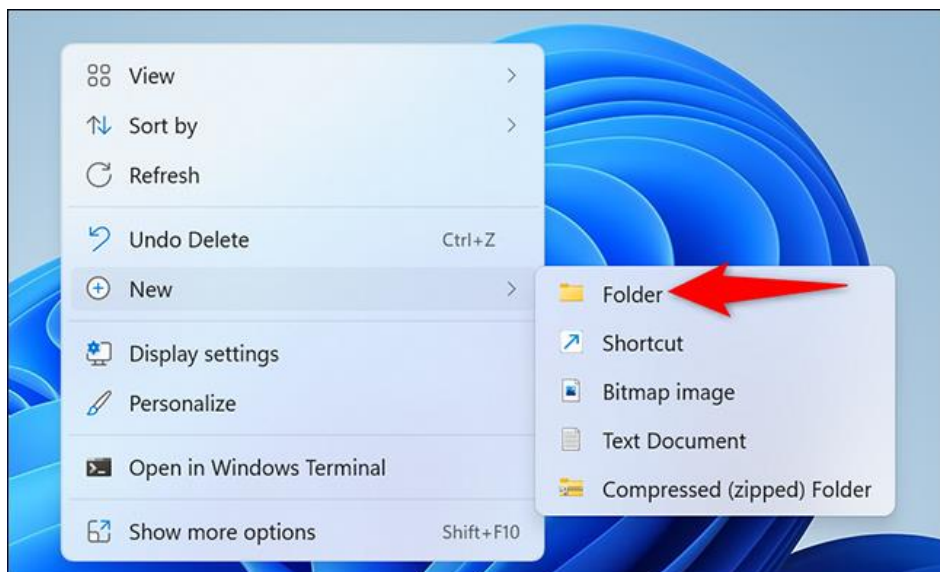 View
Sort by
Refresh
Undo Delete Ctrl+Z
New
Display settings
Personalize
Open in Windows Terminal
Show more options Shift+F10
Folder
Shortcut
Bitmap image
Text Document
Compressed (zipped) Folder